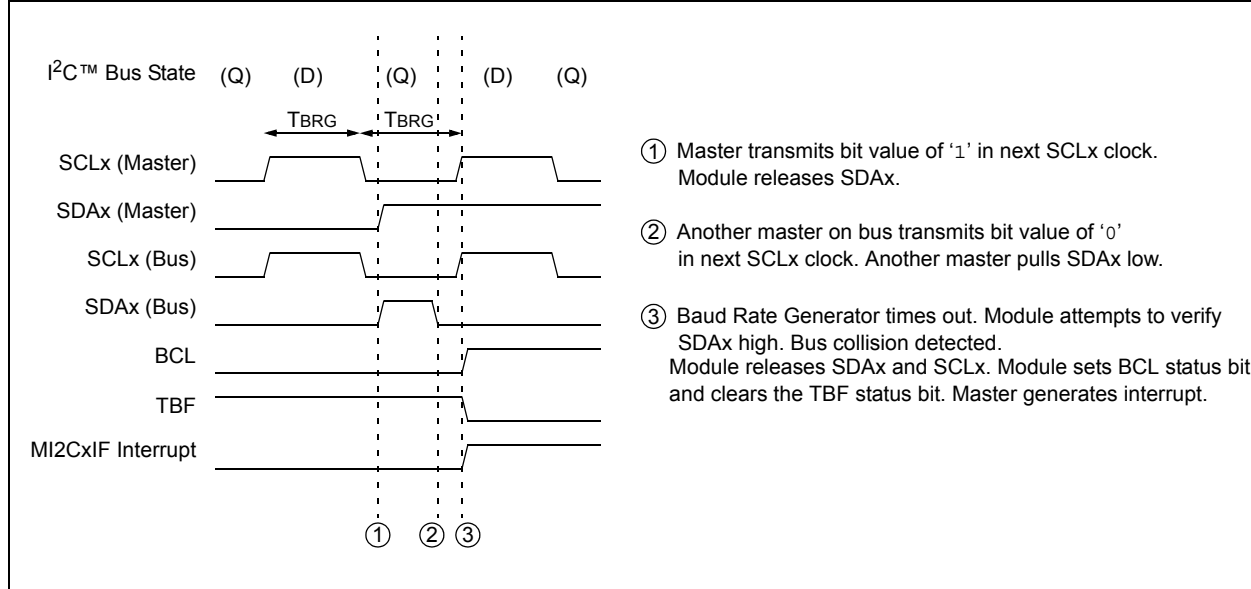 I²C™ Bus State (Q) (D) (Q) (D) (Q)
TBRG TBRG
SCLx (Master)
SDAx (Master)
SCLx (Bus)
SDAx (Bus)
BCL
TBF
MI2CxIF Interrupt
1 2 3
1 Master transmits bit value of ‘1’ in next SCLx clock.
Module releases SDAx.
2 Another master on bus transmits bit value of ‘0’
in next SCLx clock. Another master pulls SDAx low.
3 Baud Rate Generator times out. Module attempts to verify
SDAx high. Bus collision detected.
Module releases SDAx and SCLx. Module sets BCL status bit
and clears the TBF status bit. Master generates interrupt.